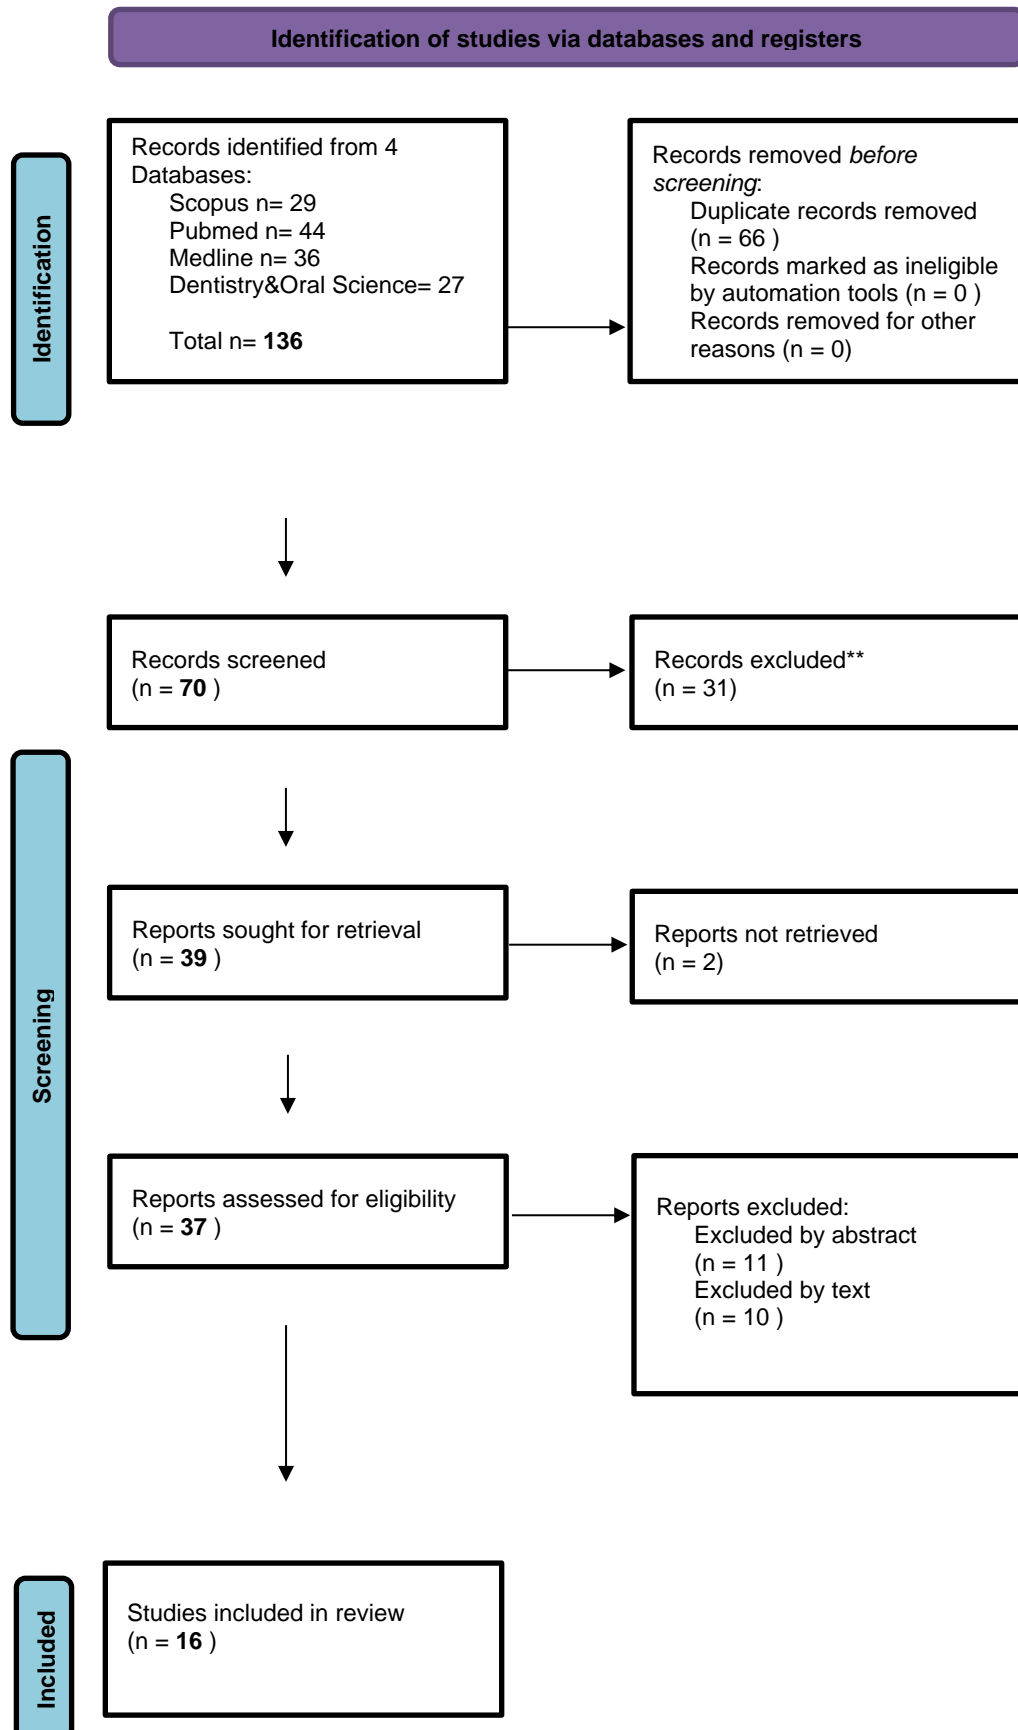 Identification of studies via databases and registers
Identification
Records identified from 4
Databases:
Scopus n= 29
Pubmed n= 44
Medline n= 36
Dentistry&Oral Science= 27
Total n= 136
Records removed before
screening:
Duplicate records removed
(n = 66 )
Records marked as ineligible
by automation tools (n = 0 )
Records removed for other
reasons (n = 0)
Screening
Records screened
(n = 70 )
Records excluded**
(n = 31)
Reports sought for retrieval
(n = 39 )
Reports not retrieved
(n = 2)
Reports assessed for eligibility
(n = 37 )
Reports excluded:
Excluded by abstract
(n = 11 )
Excluded by text
(n = 10 )
Included
Studies included in review
(n = 16 )